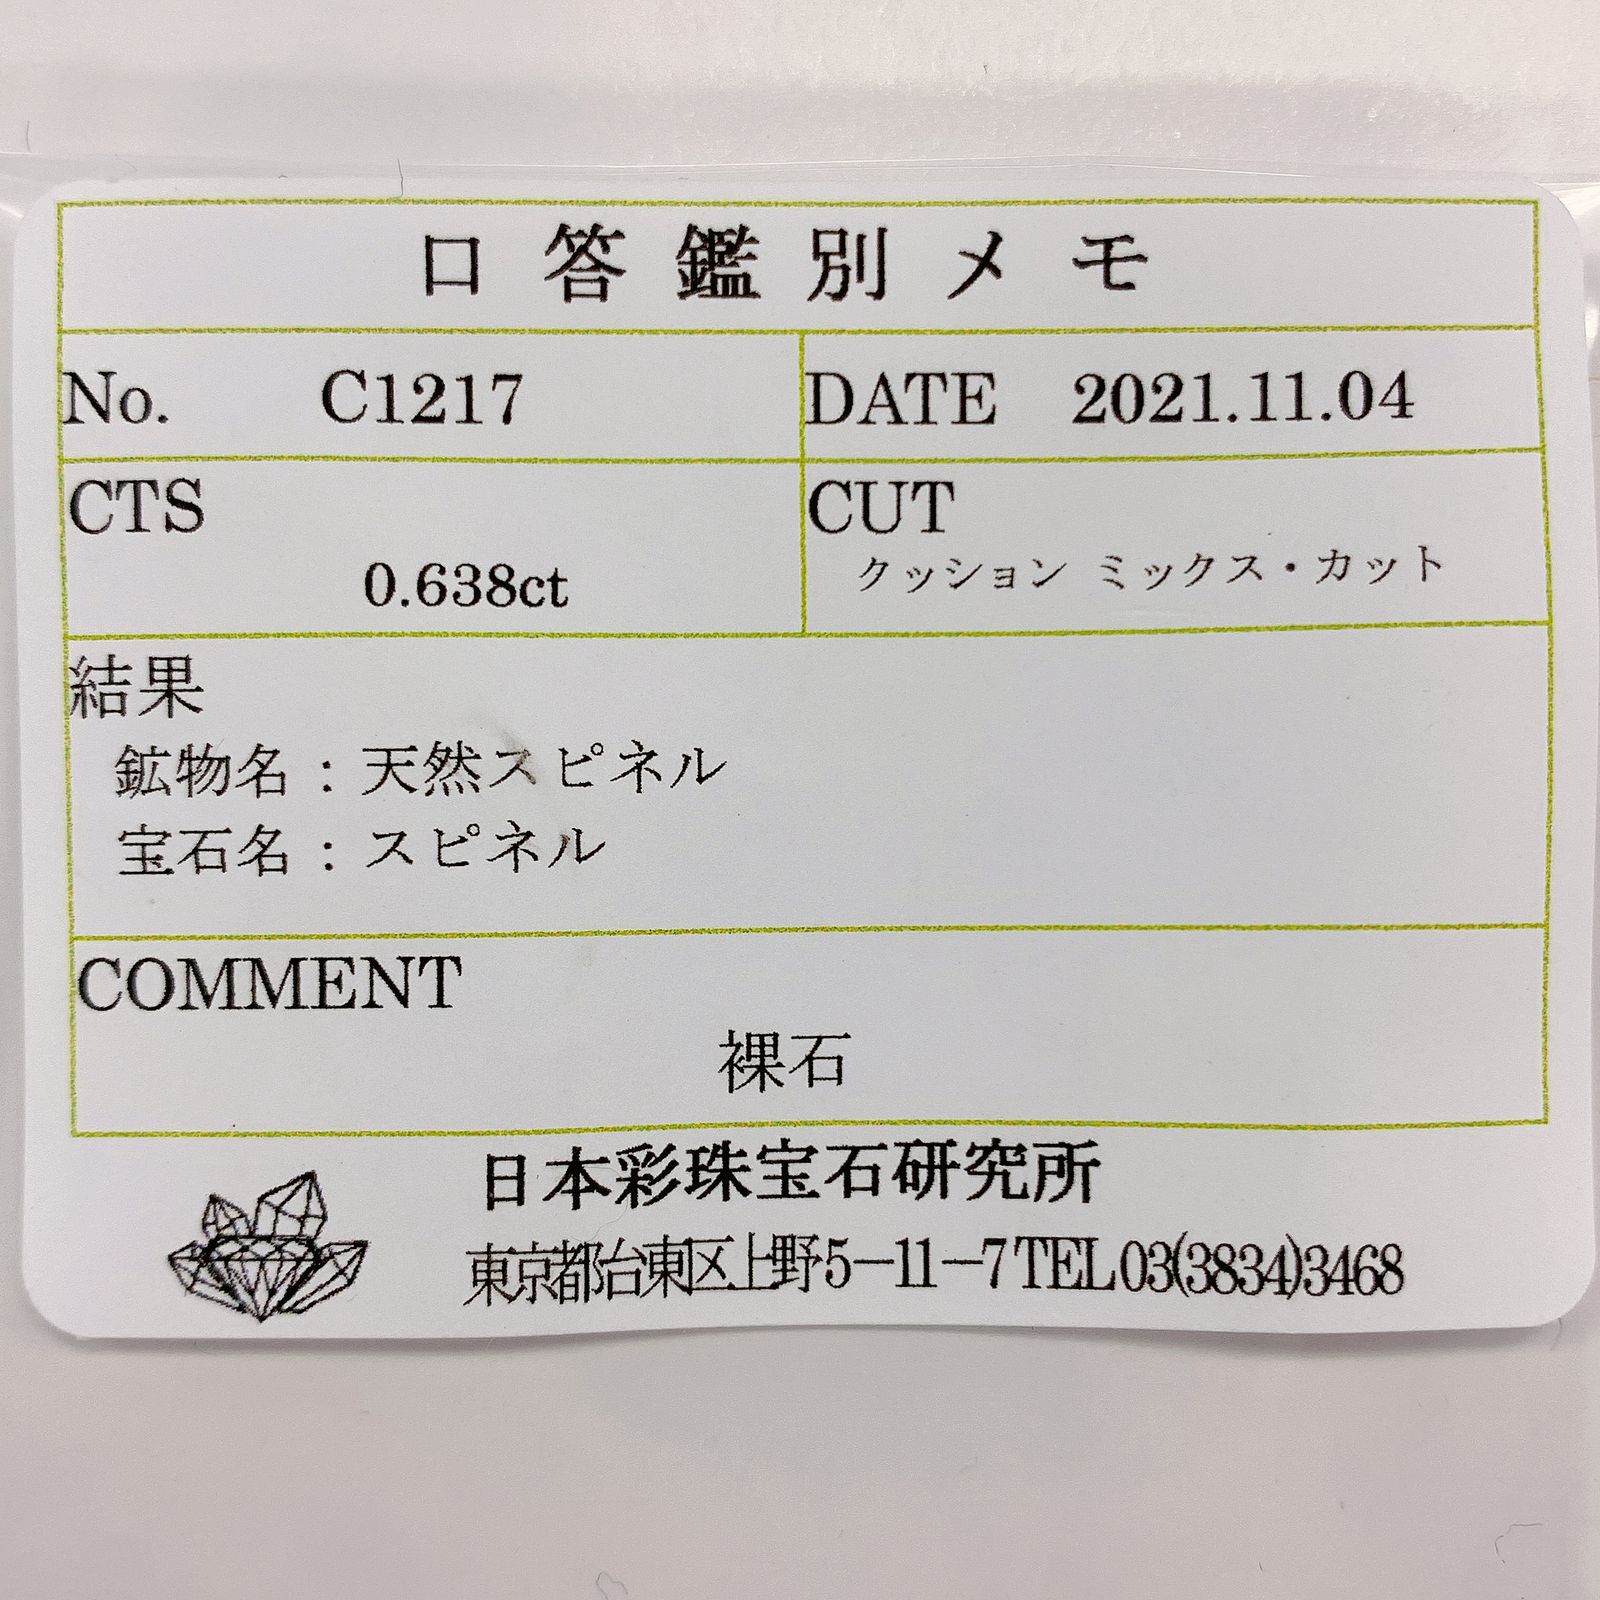 口答鑑別メモ
No. C1217 DATE 2021.11.04
CTS CUT
0.638ct クッション ミックス・カット
結果
鉱物名：天然スピネル
宝石名：スピネル
COMMENT
裸石
日本彩珠宝石研究所
東京都台東区上野5－11－7 TEL 03(3834)3468